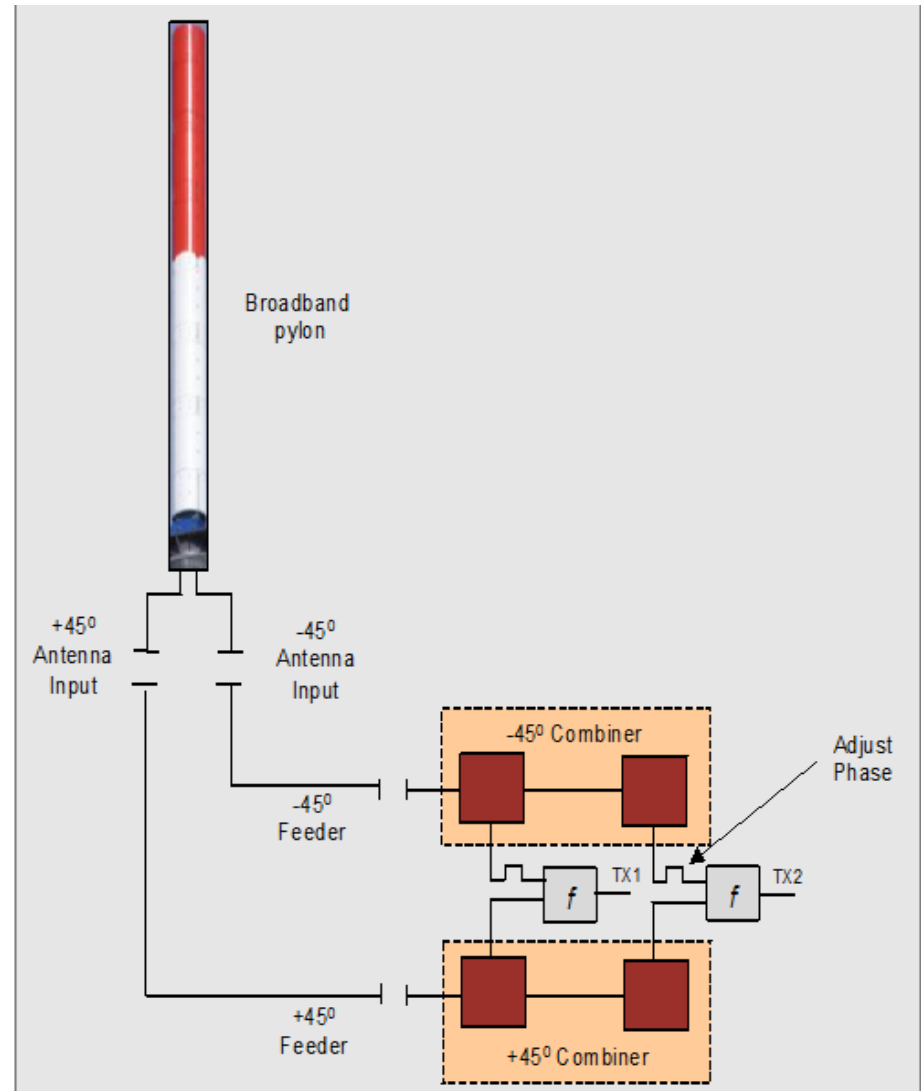 Broadband
pylon
+45⁰
Antenna
Input
-45⁰
Antenna
Input
-45⁰ Combiner
Adjust
Phase
-45⁰
Feeder
f
TX1
f
TX2
+45⁰
Feeder
+45⁰ Combiner